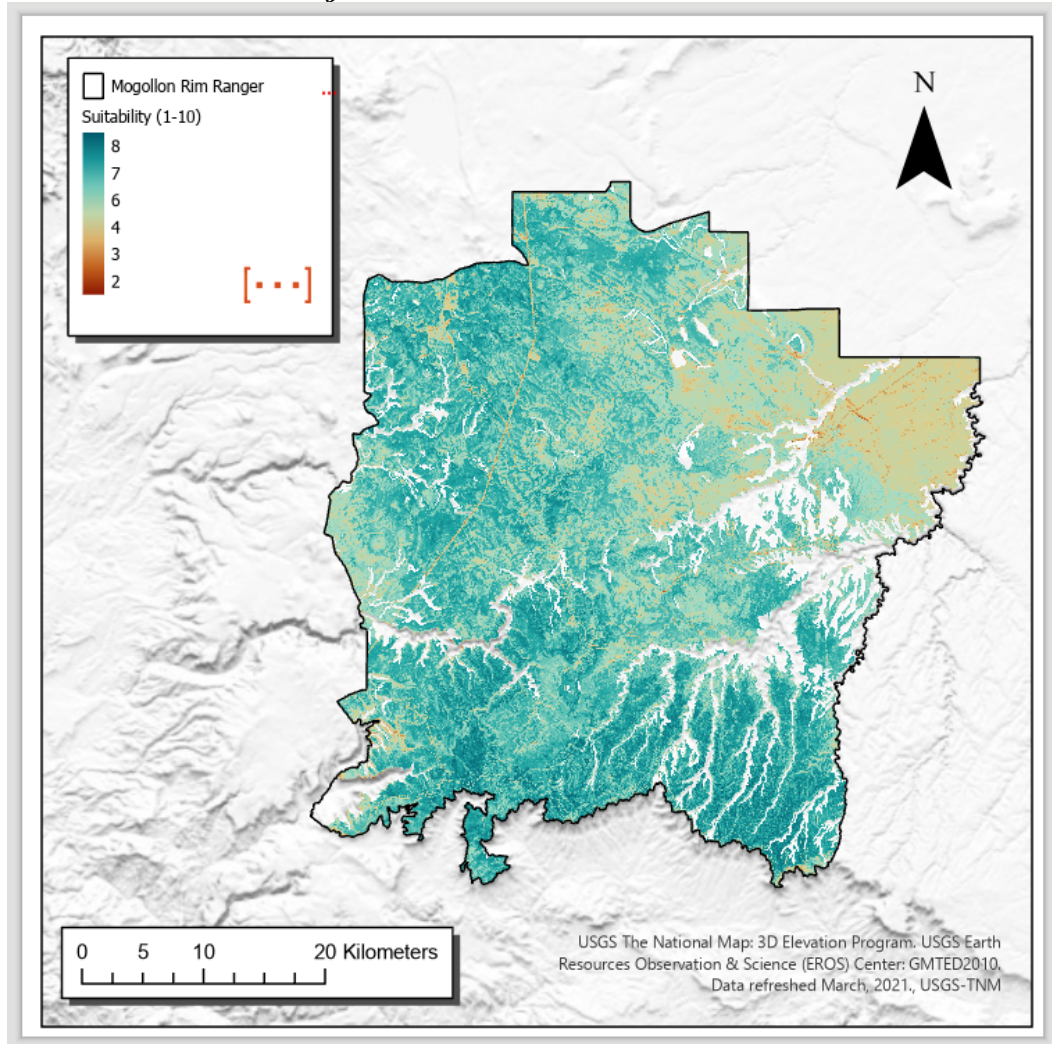 Mogollon Rim Ranger ...
Suitability (1-10)
8
7
6
4
3
2
[...]
N
0 5 10 20 Kilometers
USGS The National Map: 3D Elevation Program. USGS Earth
Resources Observation & Science (EROS) Center: GMTED2010.
Data refreshed March, 2021., USGS-TNM